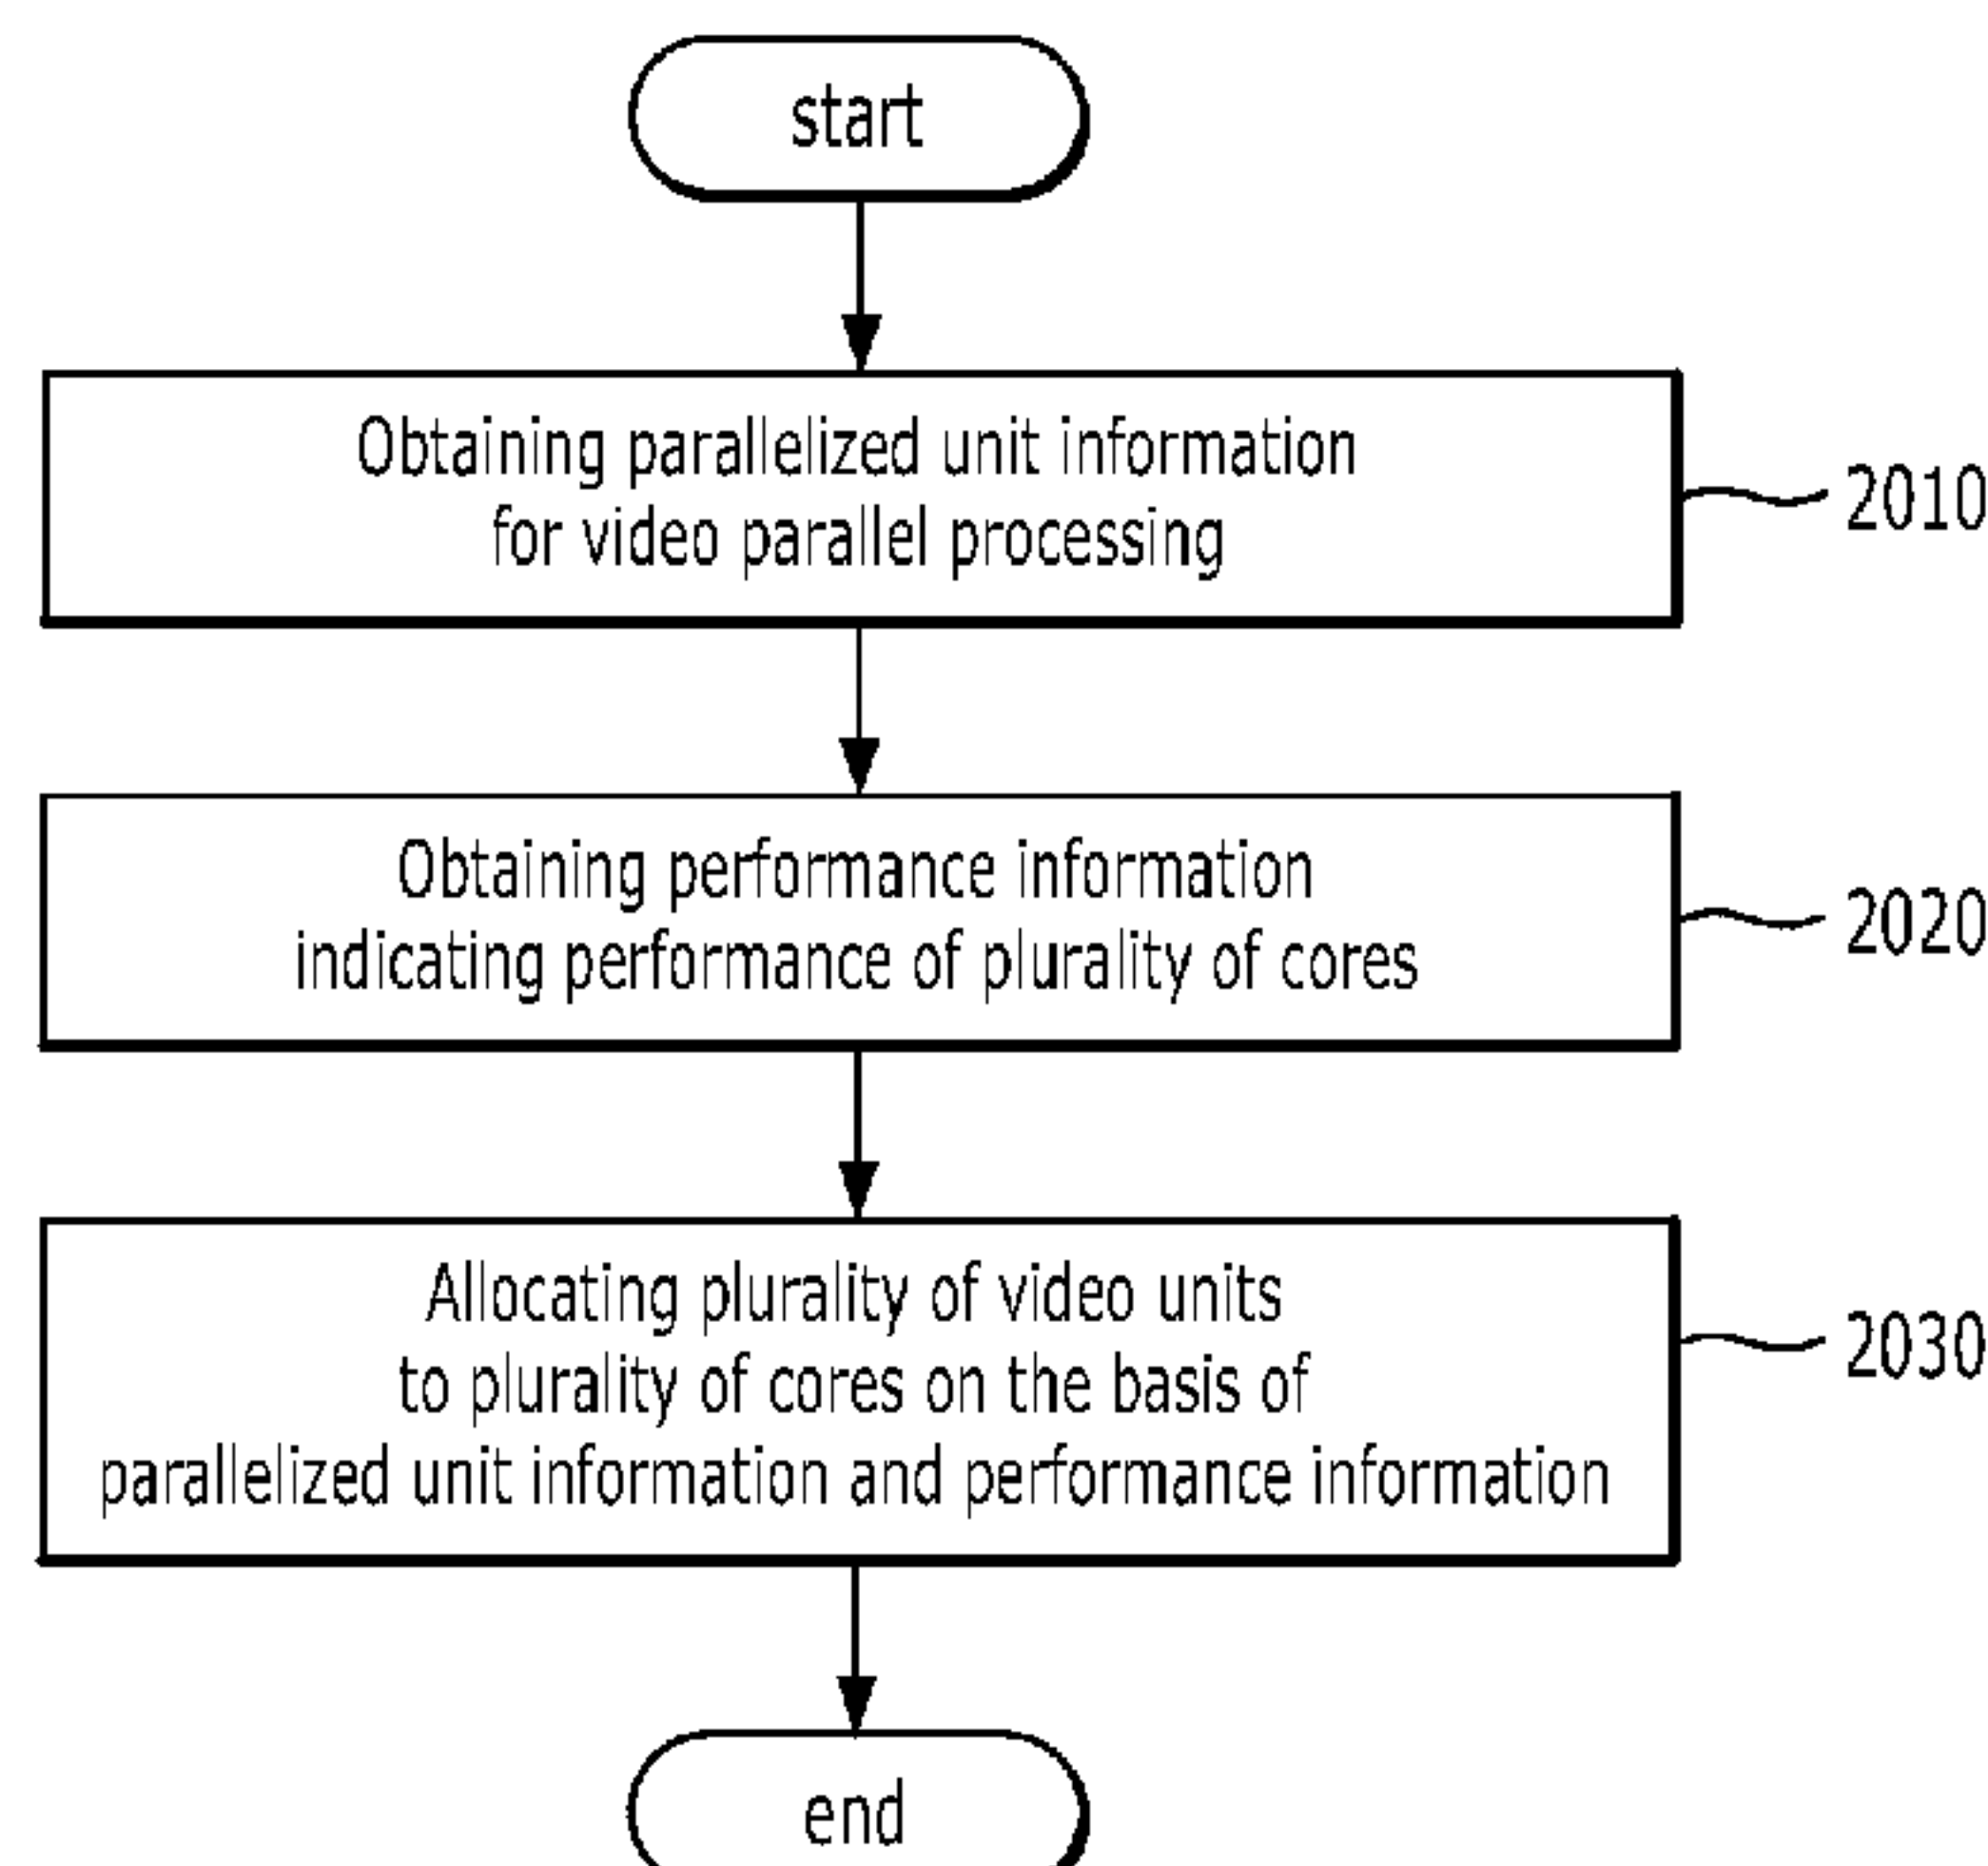 start
Obtaining parallelized unit information
for video parallel processing
2010
Obtaining performance information
indicating performance of plurality of cores
2020
Allocating plurality of video units
to plurality of cores on the basis of
parallelized unit information and performance information
2030
end